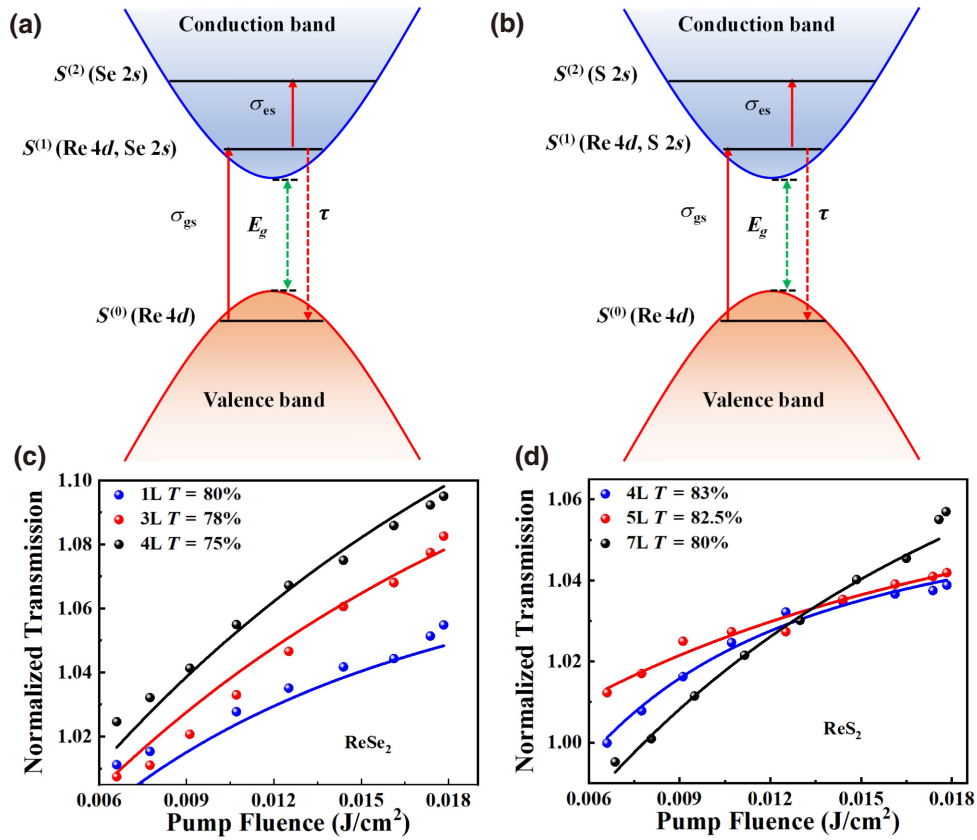 (a)
Conduction band
S(2) (Se 2s)
σes
S(1) (Re 4d, Se 2s)
σgs
Eg
τ
S(0) (Re 4d)
Valence band
(b)
Conduction band
S(2) (S 2s)
σes
S(1) (Re 4d, S 2s)
σgs
Eg
τ
S(0) (Re 4d)
Valence band
(c)
Normalized Transmission
1.10
1.08
1.06
1.04
1.02
1L T = 80%
3L T = 78%
4L T = 75%
ReSe2
0.006 0.009 0.012 0.015 0.018
Pump Fluence (J/cm2)
(d)
Normalized Transmission
1.06
1.04
1.02
1.00
4L T = 83%
5L T = 82.5%
7L T = 80%
ReS2
0.006 0.009 0.012 0.015 0.018
Pump Fluence (J/cm2)